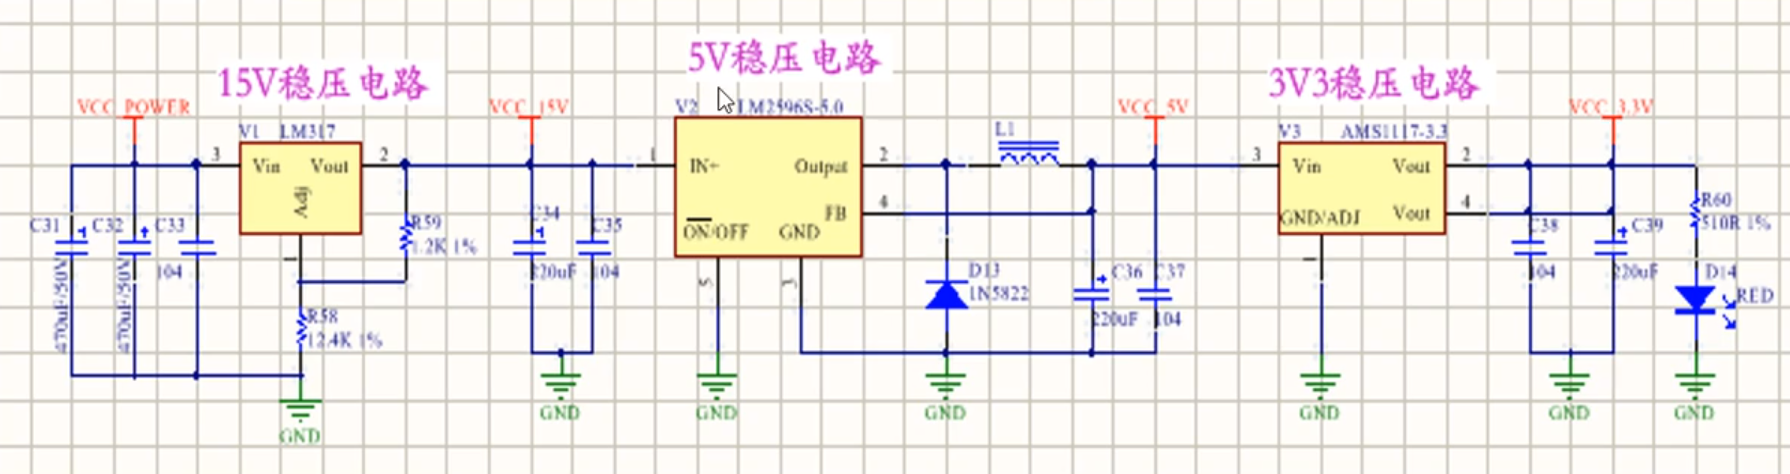 15V稳压电路
5V稳压电路
3V3稳压电路
VCC_POWER
V1 LM317
3
Vin Vout
2
Adj
1
C31
C32
C33
470uF/50V
470uF/50V
104
R59
1.2K 1%
R58
12.4K 1%
GND
VCC_15V
C34
220uF
C35
104
GND
V2 LM2596S-5.0
1
IN+ Output
2
FB
4
ON/OFF GND
5
3
GND
L1
D13
1N5822
GND
VCC_5V
C36
220uF
C37
104
V3 AMS1117-3.3
3
Vin Vout
2
Vout
4
GND/ADJ
1
GND
VCC_3.3V
C38
104
C39
220uF
GND
R60
510R 1%
D14
RED
GND